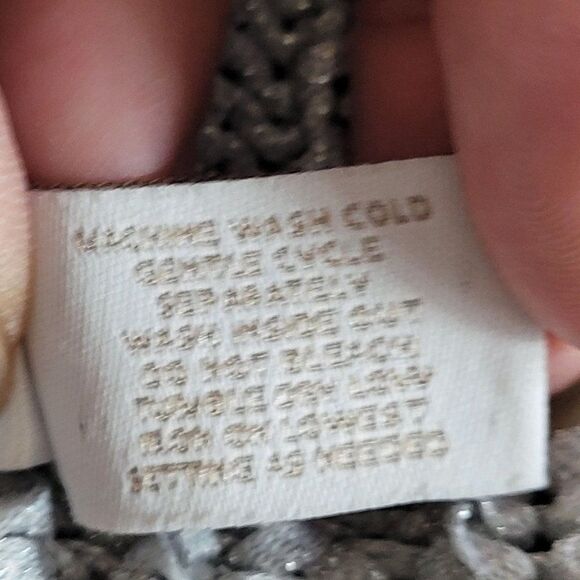 MACHINE WASH COLD
GENTLE CYCLE
SEPARATELY
WASH INSIDE OUT
DO NOT BLEACH
TUMBLE DRY LOW
IRON ON LOWEST
SETTING AS NEEDED